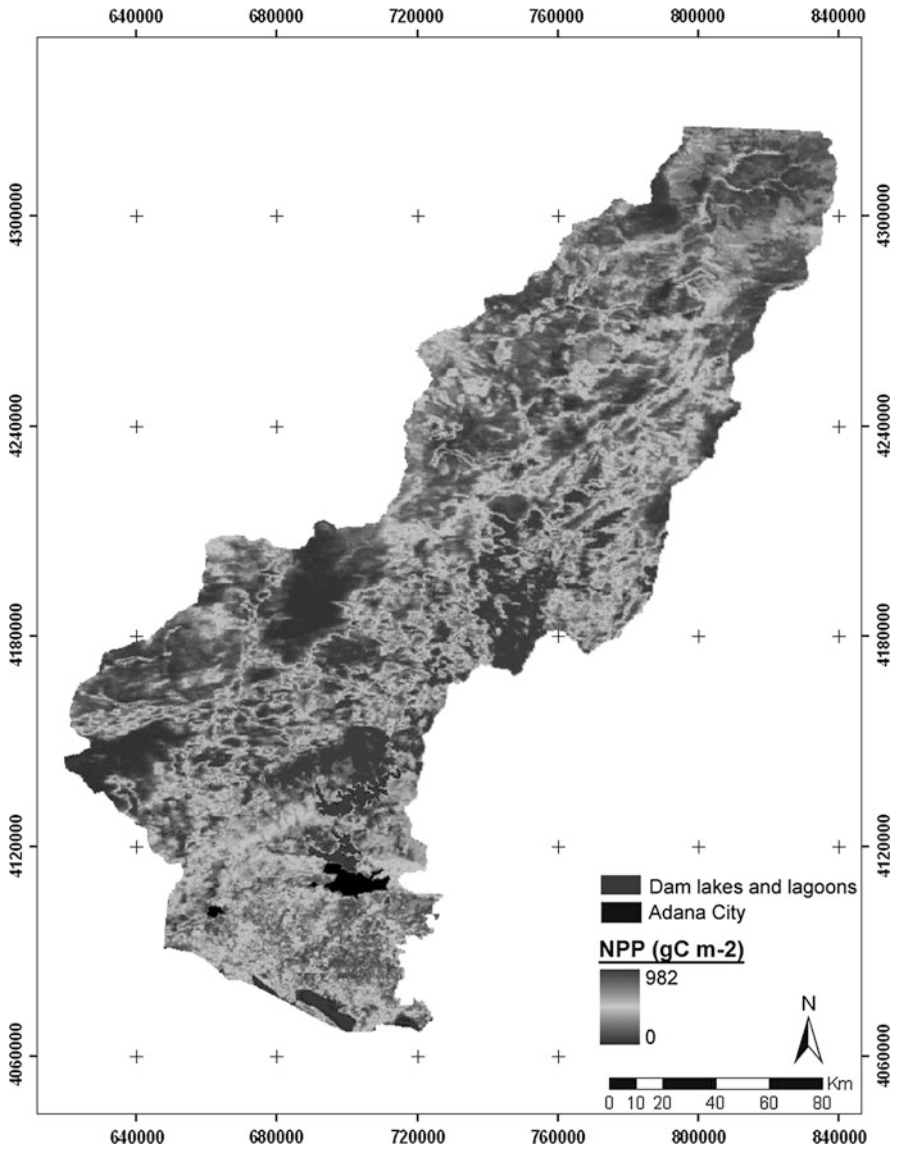 640000 680000 720000 760000 800000 840000
4300000 4300000
4240000 4240000
4180000 4180000
4120000 4120000
Dam lakes and lagoons
Adana City
NPP (gC m-2)
982
0
N
4060000 4060000
Km
0 10 20 40 60 80
640000 680000 720000 760000 800000 840000